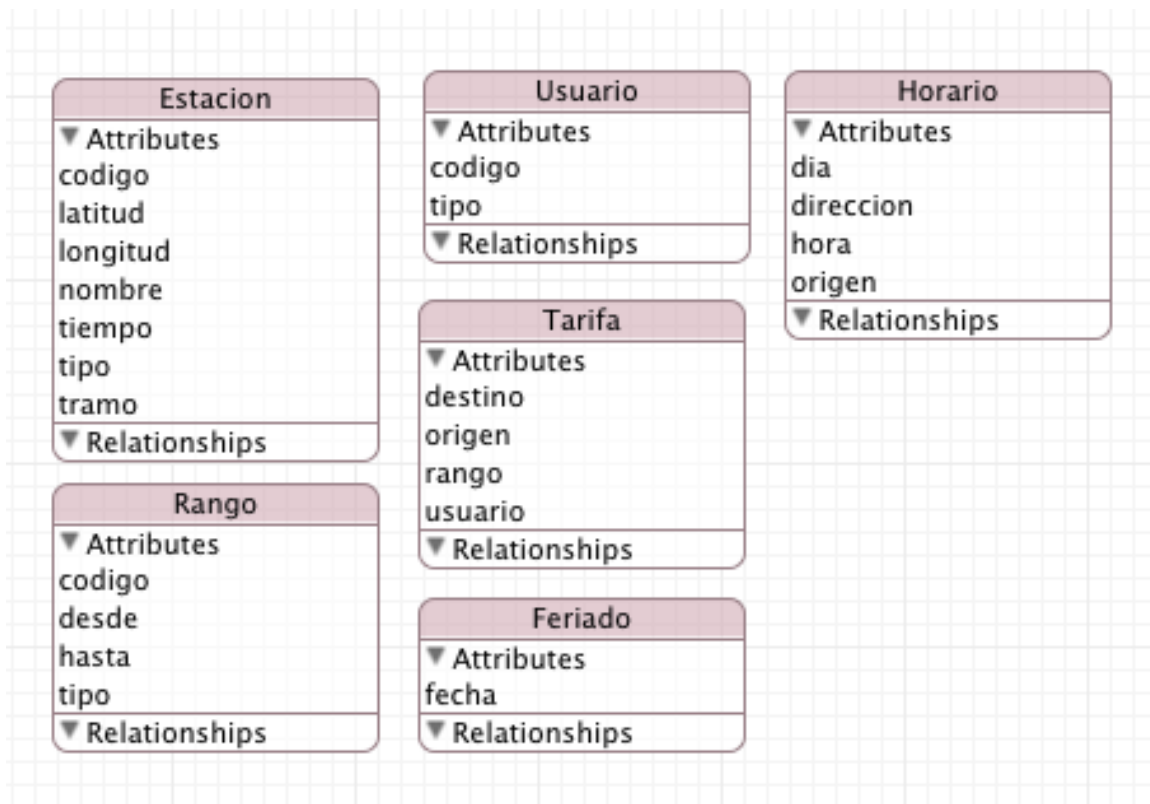 Estacion
Attributes
codigo
latitud
longitud
nombre
tiempo
tipo
tramo
Relationships
Rango
Attributes
codigo
desde
hasta
tipo
Relationships
Usuario
Attributes
codigo
tipo
Relationships
Tarifa
Attributes
destino
origen
rango
usuario
Relationships
Feriado
Attributes
fecha
Relationships
Horario
Attributes
dia
direccion
hora
origen
Relationships